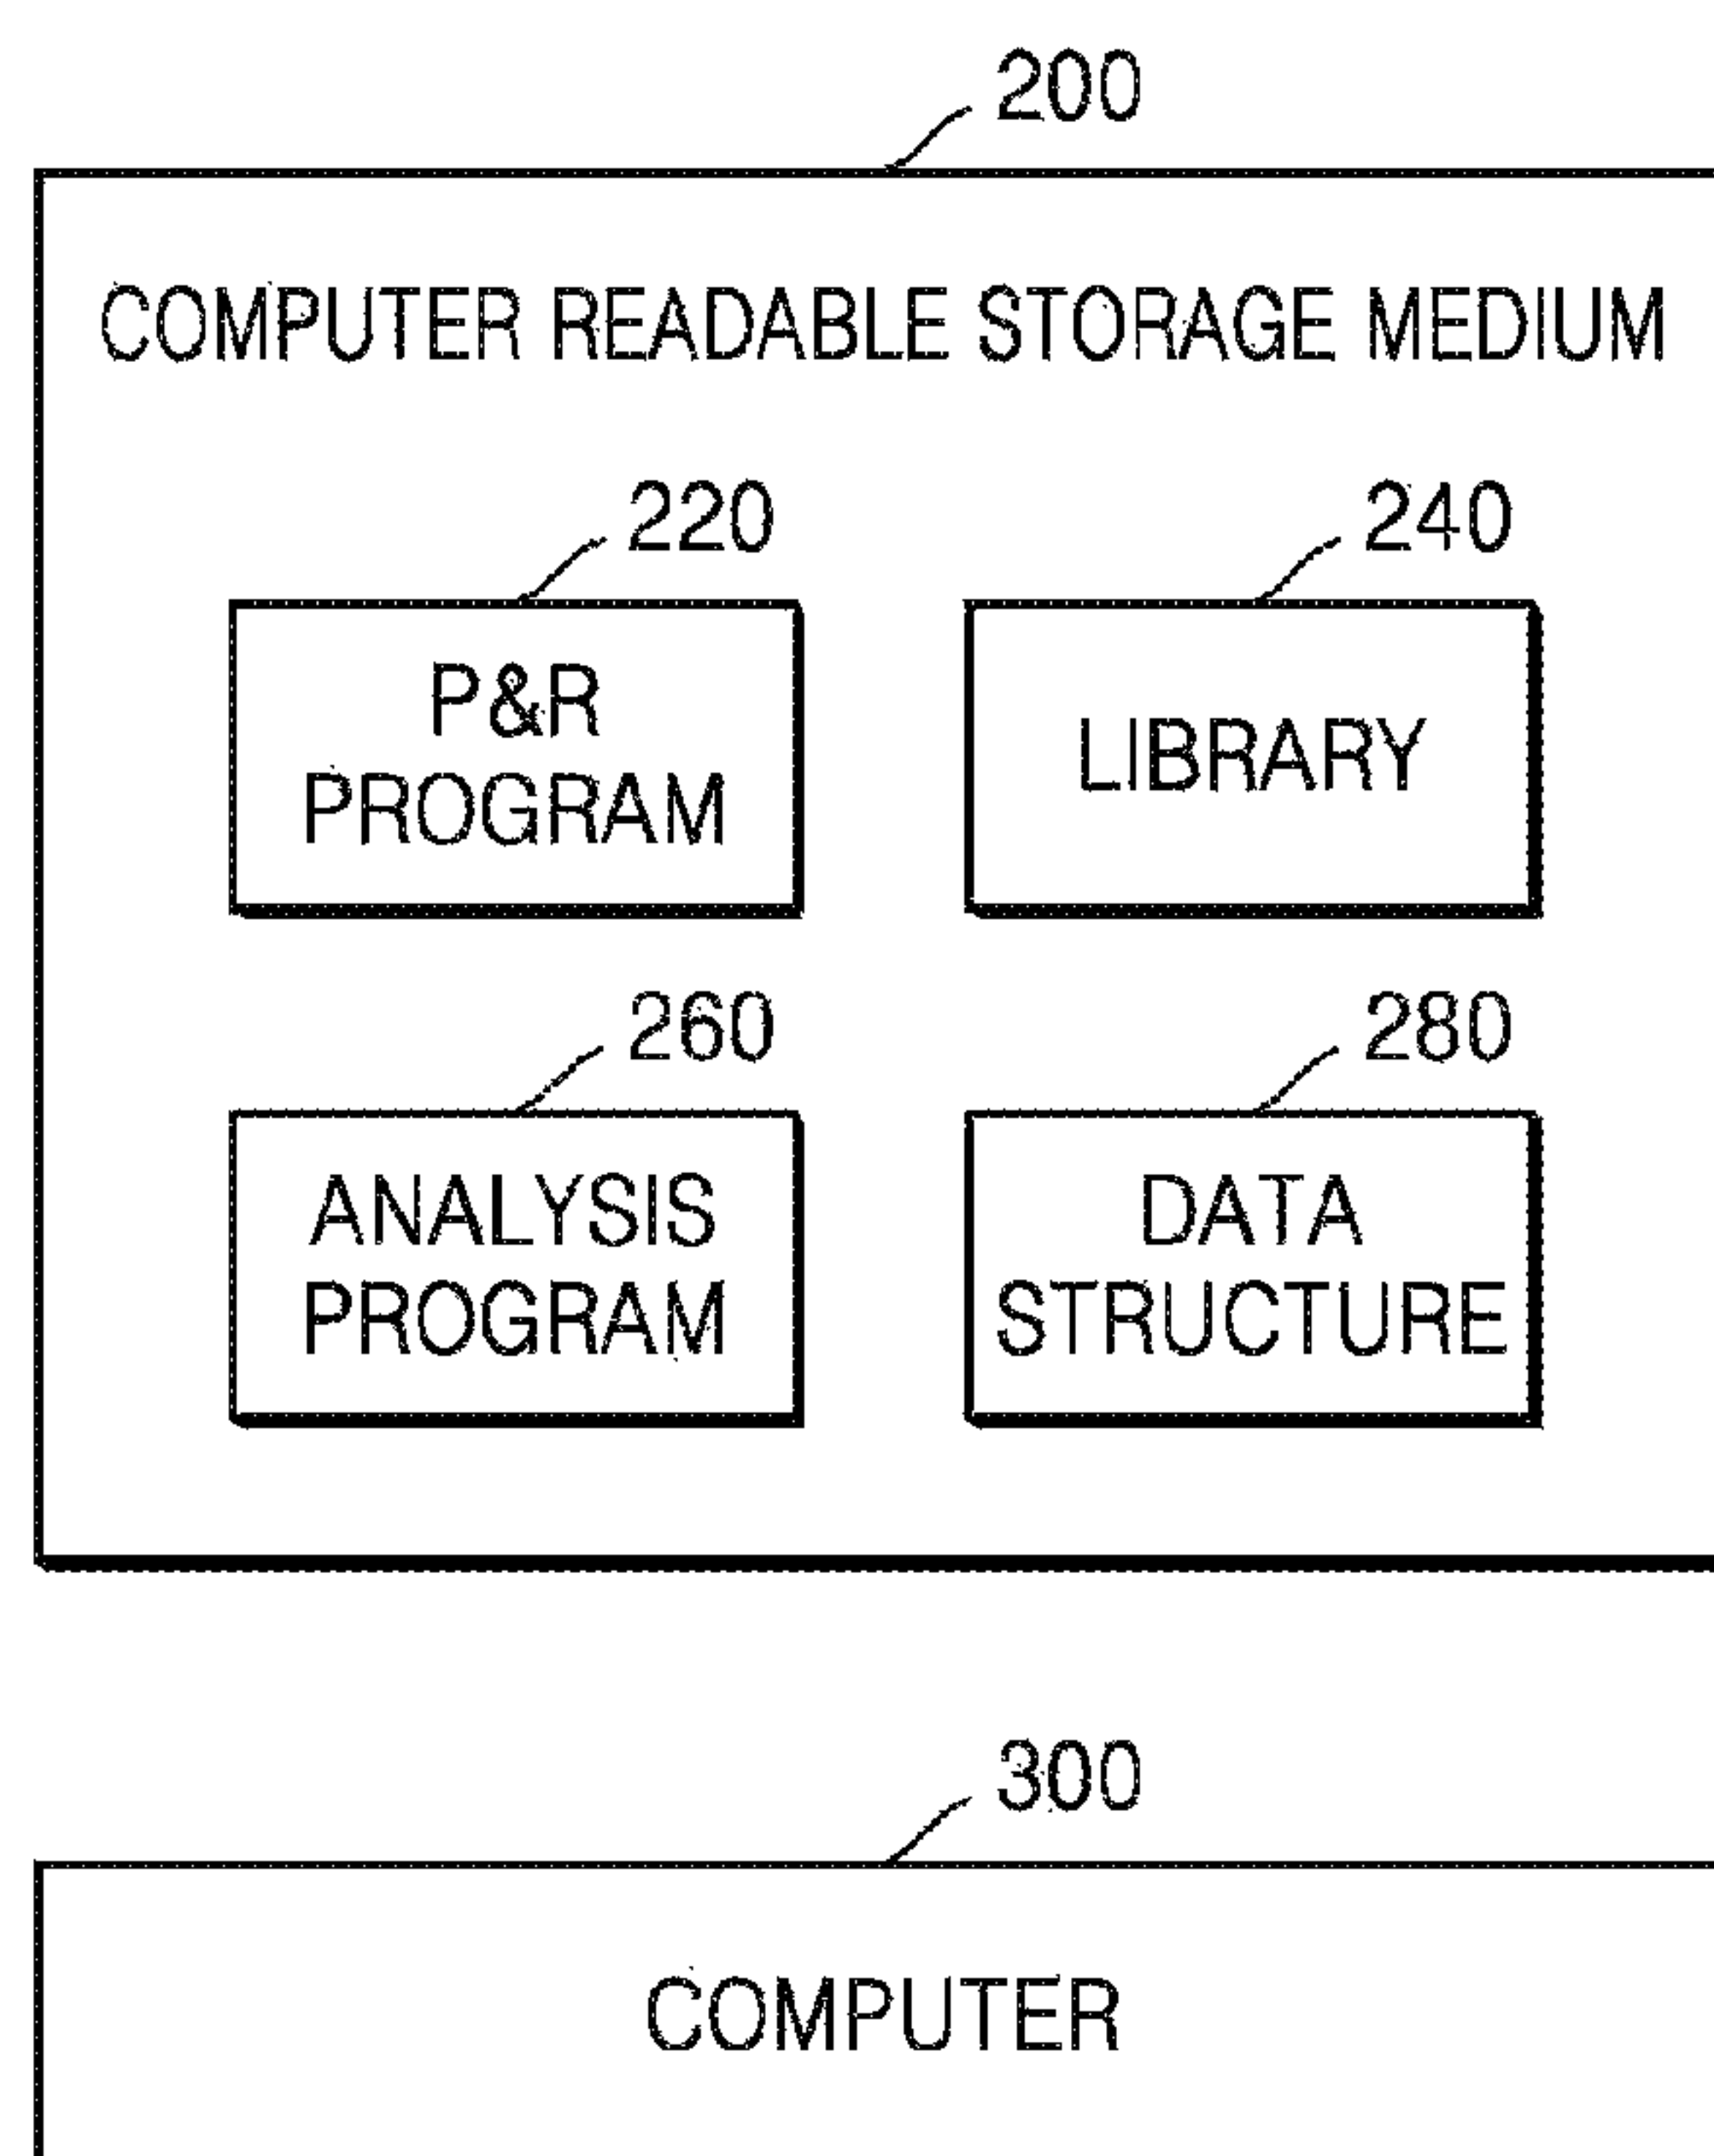 200
COMPUTER READABLE STORAGE MEDIUM
220
240
P&R
PROGRAM
LIBRARY
260
280
ANALYSIS
PROGRAM
DATA
STRUCTURE
300
COMPUTER